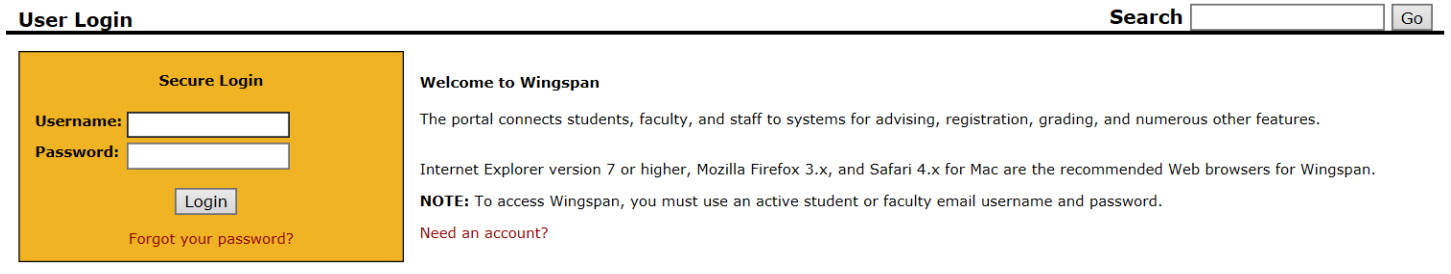 User Login
Search Go
Secure Login
Username:
Password:
Login
Forgot your password?
Welcome to Wingspan
The portal connects students, faculty, and staff to systems for advising, registration, grading, and numerous other features.
Internet Explorer version 7 or higher, Mozilla Firefox 3.x, and Safari 4.x for Mac are the recommended Web browsers for Wingspan.
NOTE: To access Wingspan, you must use an active student or faculty email username and password.
Need an account?